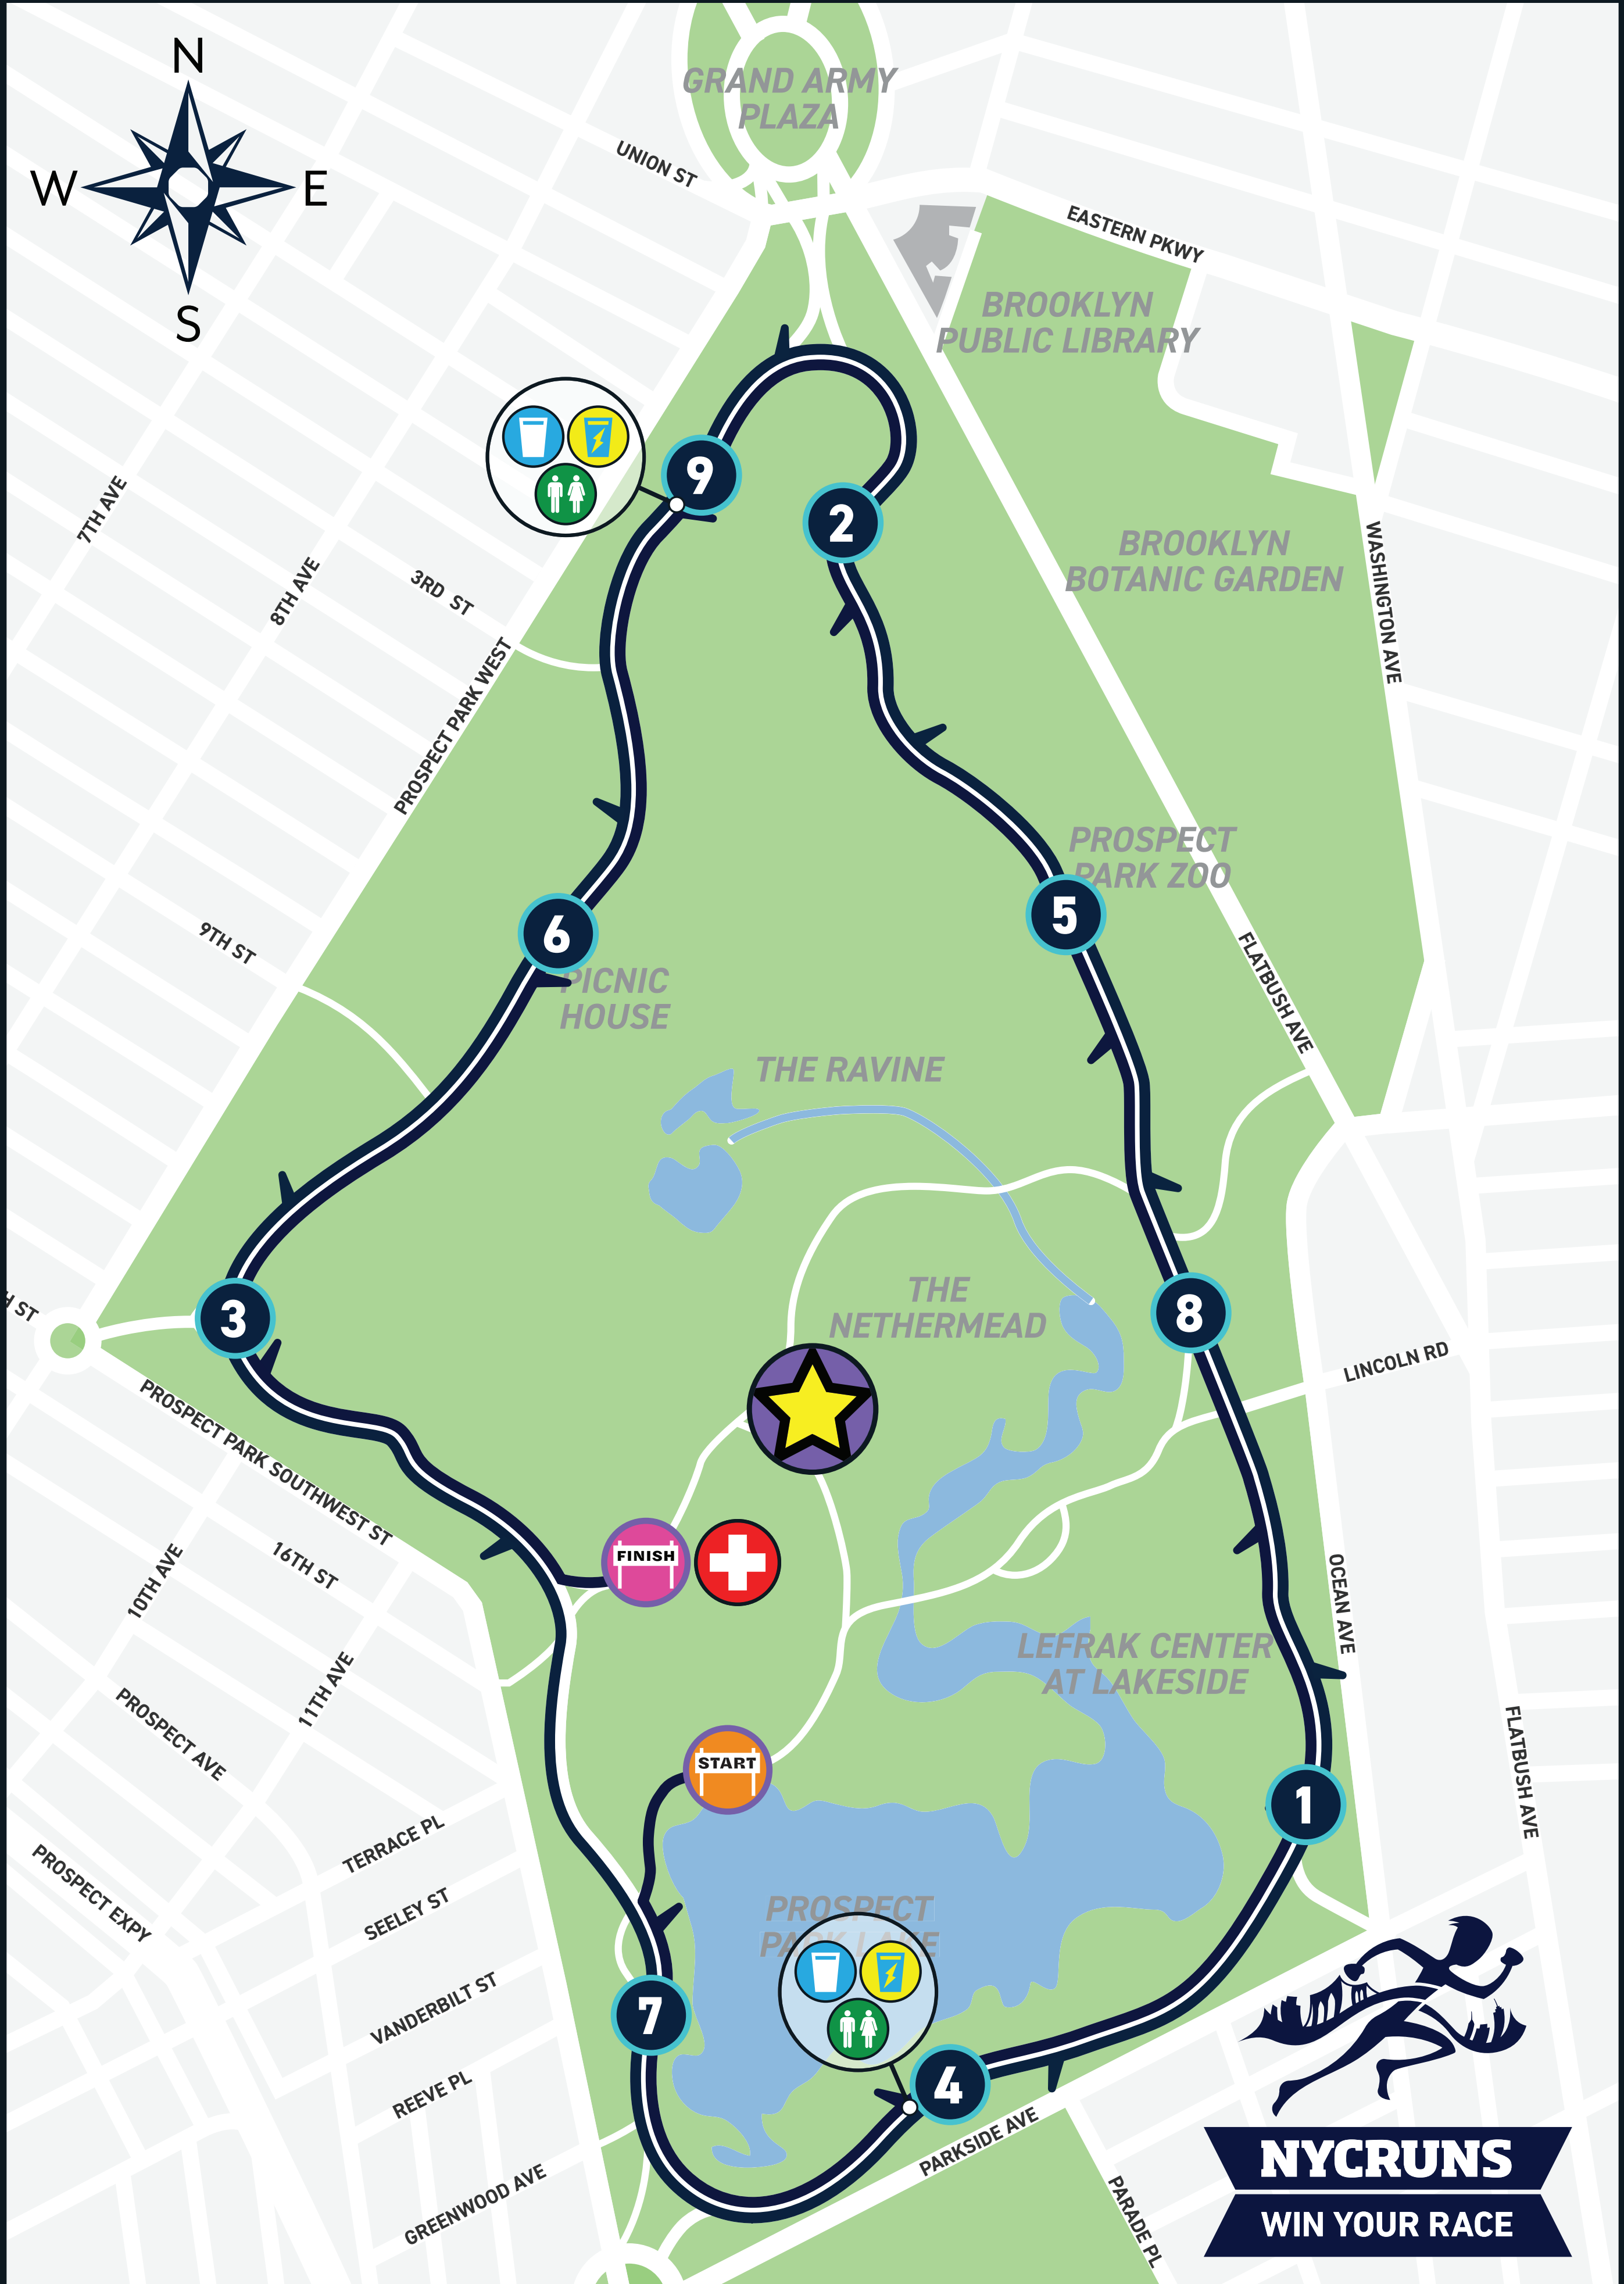 N
W
E
S
GRAND ARMY
PLAZA
UNION ST
EASTERN PKWY
BROOKLYN
PUBLIC LIBRARY
9
2
7TH AVE
8TH AVE
3RD ST
BROOKLYN
BOTANIC GARDEN
WASHINGTON AVE
PROSPECT PARK WEST
PROSPECT
PARK ZOO
5
6
9TH ST
FLATBUSH AVE
PICNIC
HOUSE
THE RAVINE
THE
NETHERMEAD
H ST
3
8
LINCOLN RD
PROSPECT PARK SOUTHWEST ST
16TH ST
10TH AVE
FINISH
OCEAN AVE
LEFRAK CENTER
AT LAKESIDE
11TH AVE
PROSPECT AVE
START
FLATBUSH AVE
1
TERRACE PL
PROSPECT EXPY
SEELEY ST
PROSPECT
PARK LAKE
VANDERBILT ST
7
REEVE PL
4
PARKSIDE AVE
GREENWOOD AVE
PARADE PL
NYCRUNS
WIN YOUR RACE